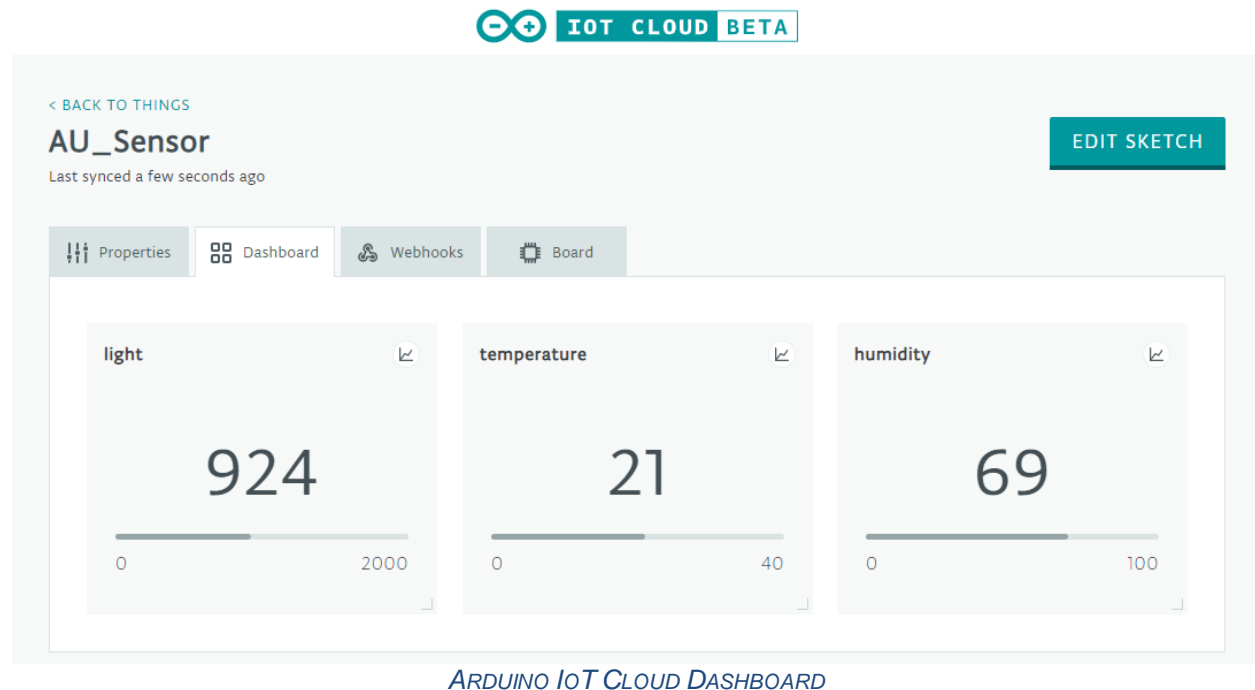 IOT CLOUD BETA
< BACK TO THINGS
AU_Sensor
EDIT SKETCH
Last synced a few seconds ago
Properties Dashboard Webhooks Board
light temperature humidity
924 21 69
0 2000 0 40 0 100
ARDUINO IOT CLOUD DASHBOARD